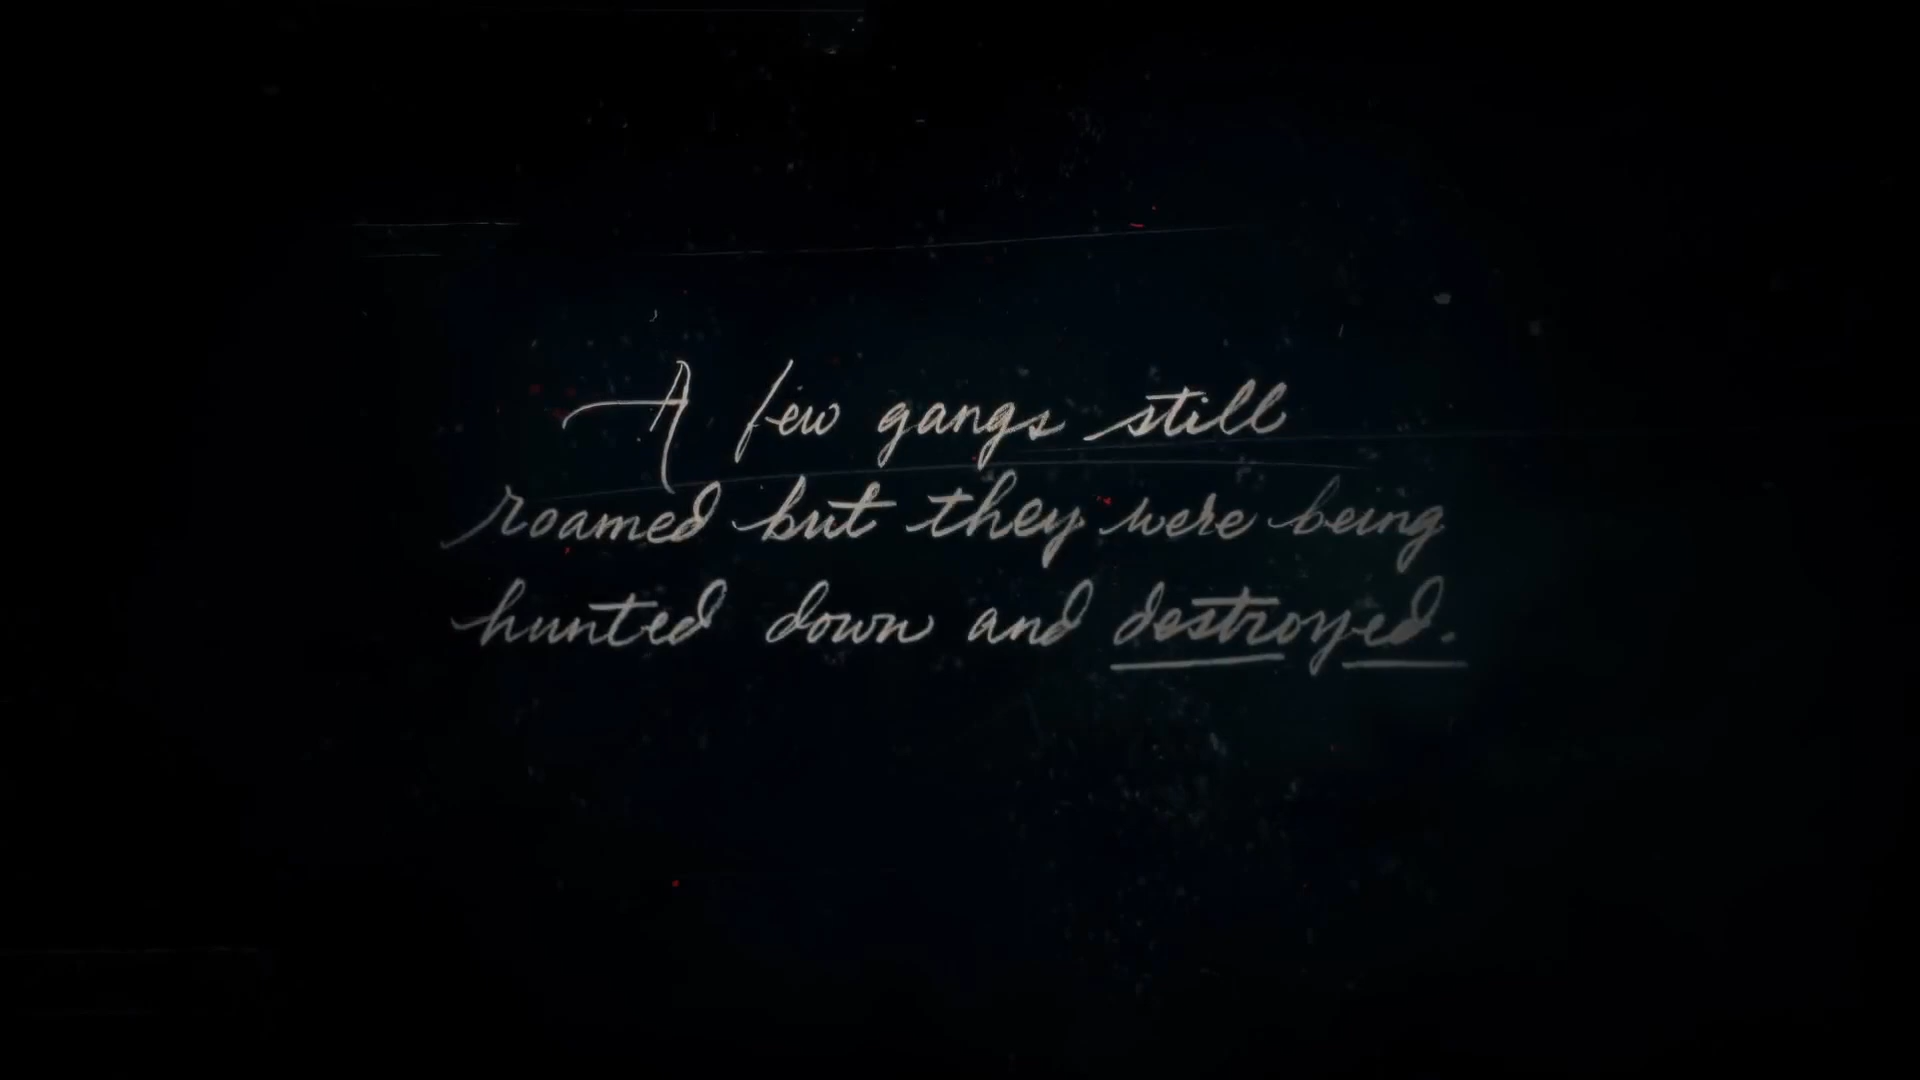 A few gangs still
roamed but they were being
hunted down and destroyed.